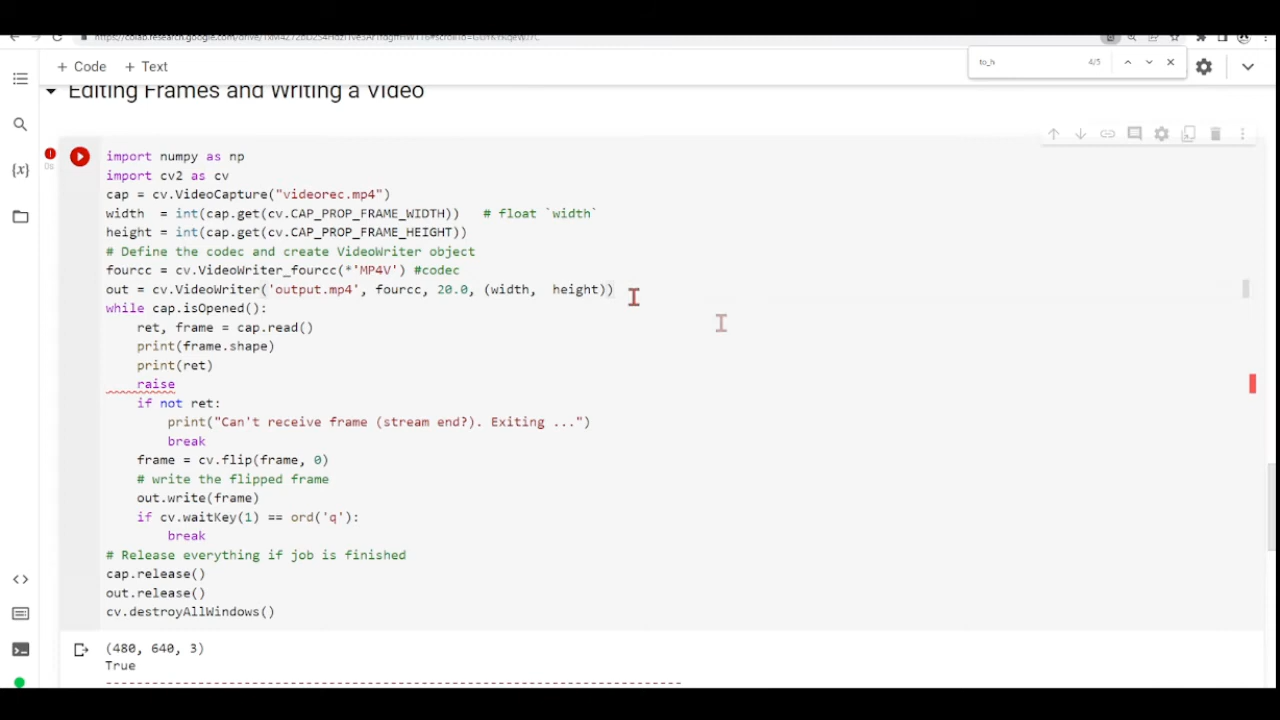 to_h
4/5
+ Code + Text
Editing Frames and Writing a Video
import numpy as np
import cv2 as cv
cap = cv.VideoCapture("videorec.mp4")
width  = int(cap.get(cv.CAP_PROP_FRAME_WIDTH))   # float `width`
height = int(cap.get(cv.CAP_PROP_FRAME_HEIGHT))
# Define the codec and create VideoWriter object
fourcc = cv.VideoWriter_fourcc(*'MP4V') #codec
out = cv.VideoWriter('output.mp4', fourcc, 20.0, (width,  height))
while cap.isOpened():
    ret, frame = cap.read()
    print(frame.shape)
    print(ret)
    raise
    if not ret:
        print("Can't receive frame (stream end?). Exiting ...")
        break
    frame = cv.flip(frame, 0)
    # write the flipped frame
    out.write(frame)
    if cv.waitKey(1) == ord('q'):
        break
# Release everything if job is finished
cap.release()
out.release()
cv.destroyAllWindows()
(480, 640, 3)
True
---------------------------------------------------------------------------